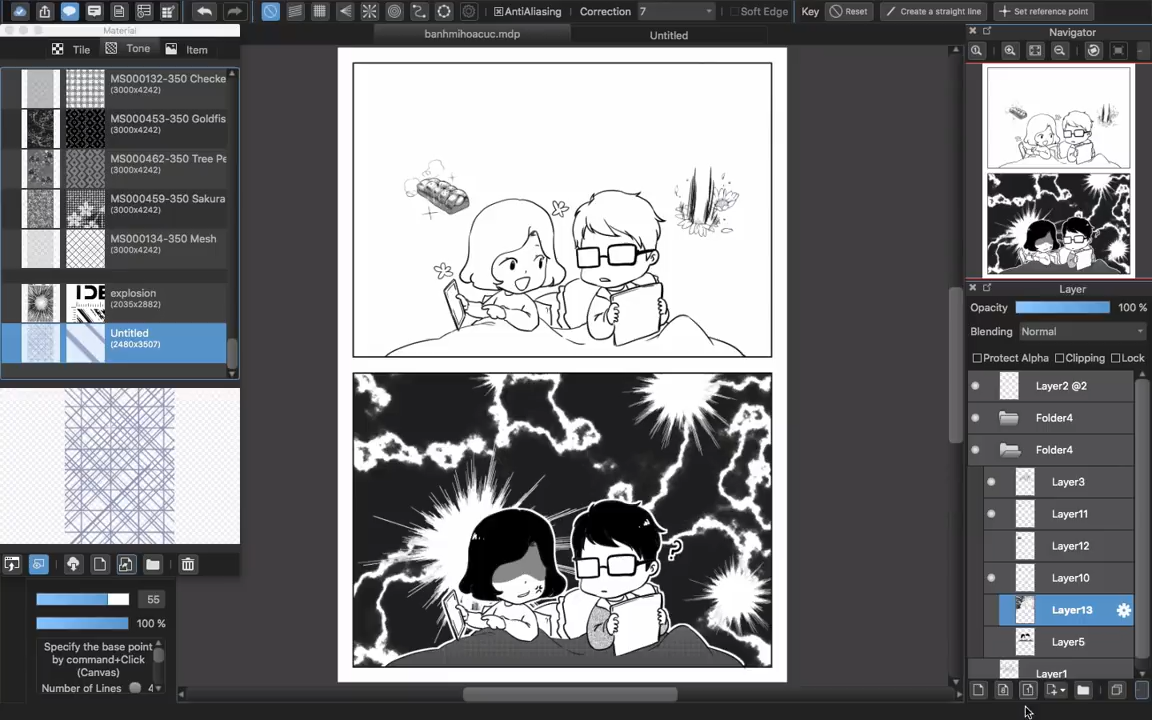 AntiAliasing
Correction
7
Soft Edge
Key
Reset
Create a straight line
Set reference point
Material
Tile
Tone
Item
banhmihoacuc.mdp
Untitled
Navigator
MS000132-350 Checke
(3000x4242)
MS000453-350 Goldfis
(3000x4242)
MS000462-350 Tree Pe
(3000x4242)
MS000459-350 Sakura
(3000x4242)
MS000134-350 Mesh
(3000x4242)
explosion
(2035x2882)
Untitled
(2480x3507)
55
100 %
Specify the base point
by command+Click
(Canvas)
Number of Lines
?
Layer
Opacity
100 %
Blending
Normal
Protect Alpha
Clipping
Lock
Layer2 @2
Folder4
Folder4
Layer3
Layer11
Layer12
Layer10
Layer13
Layer5
Layer1